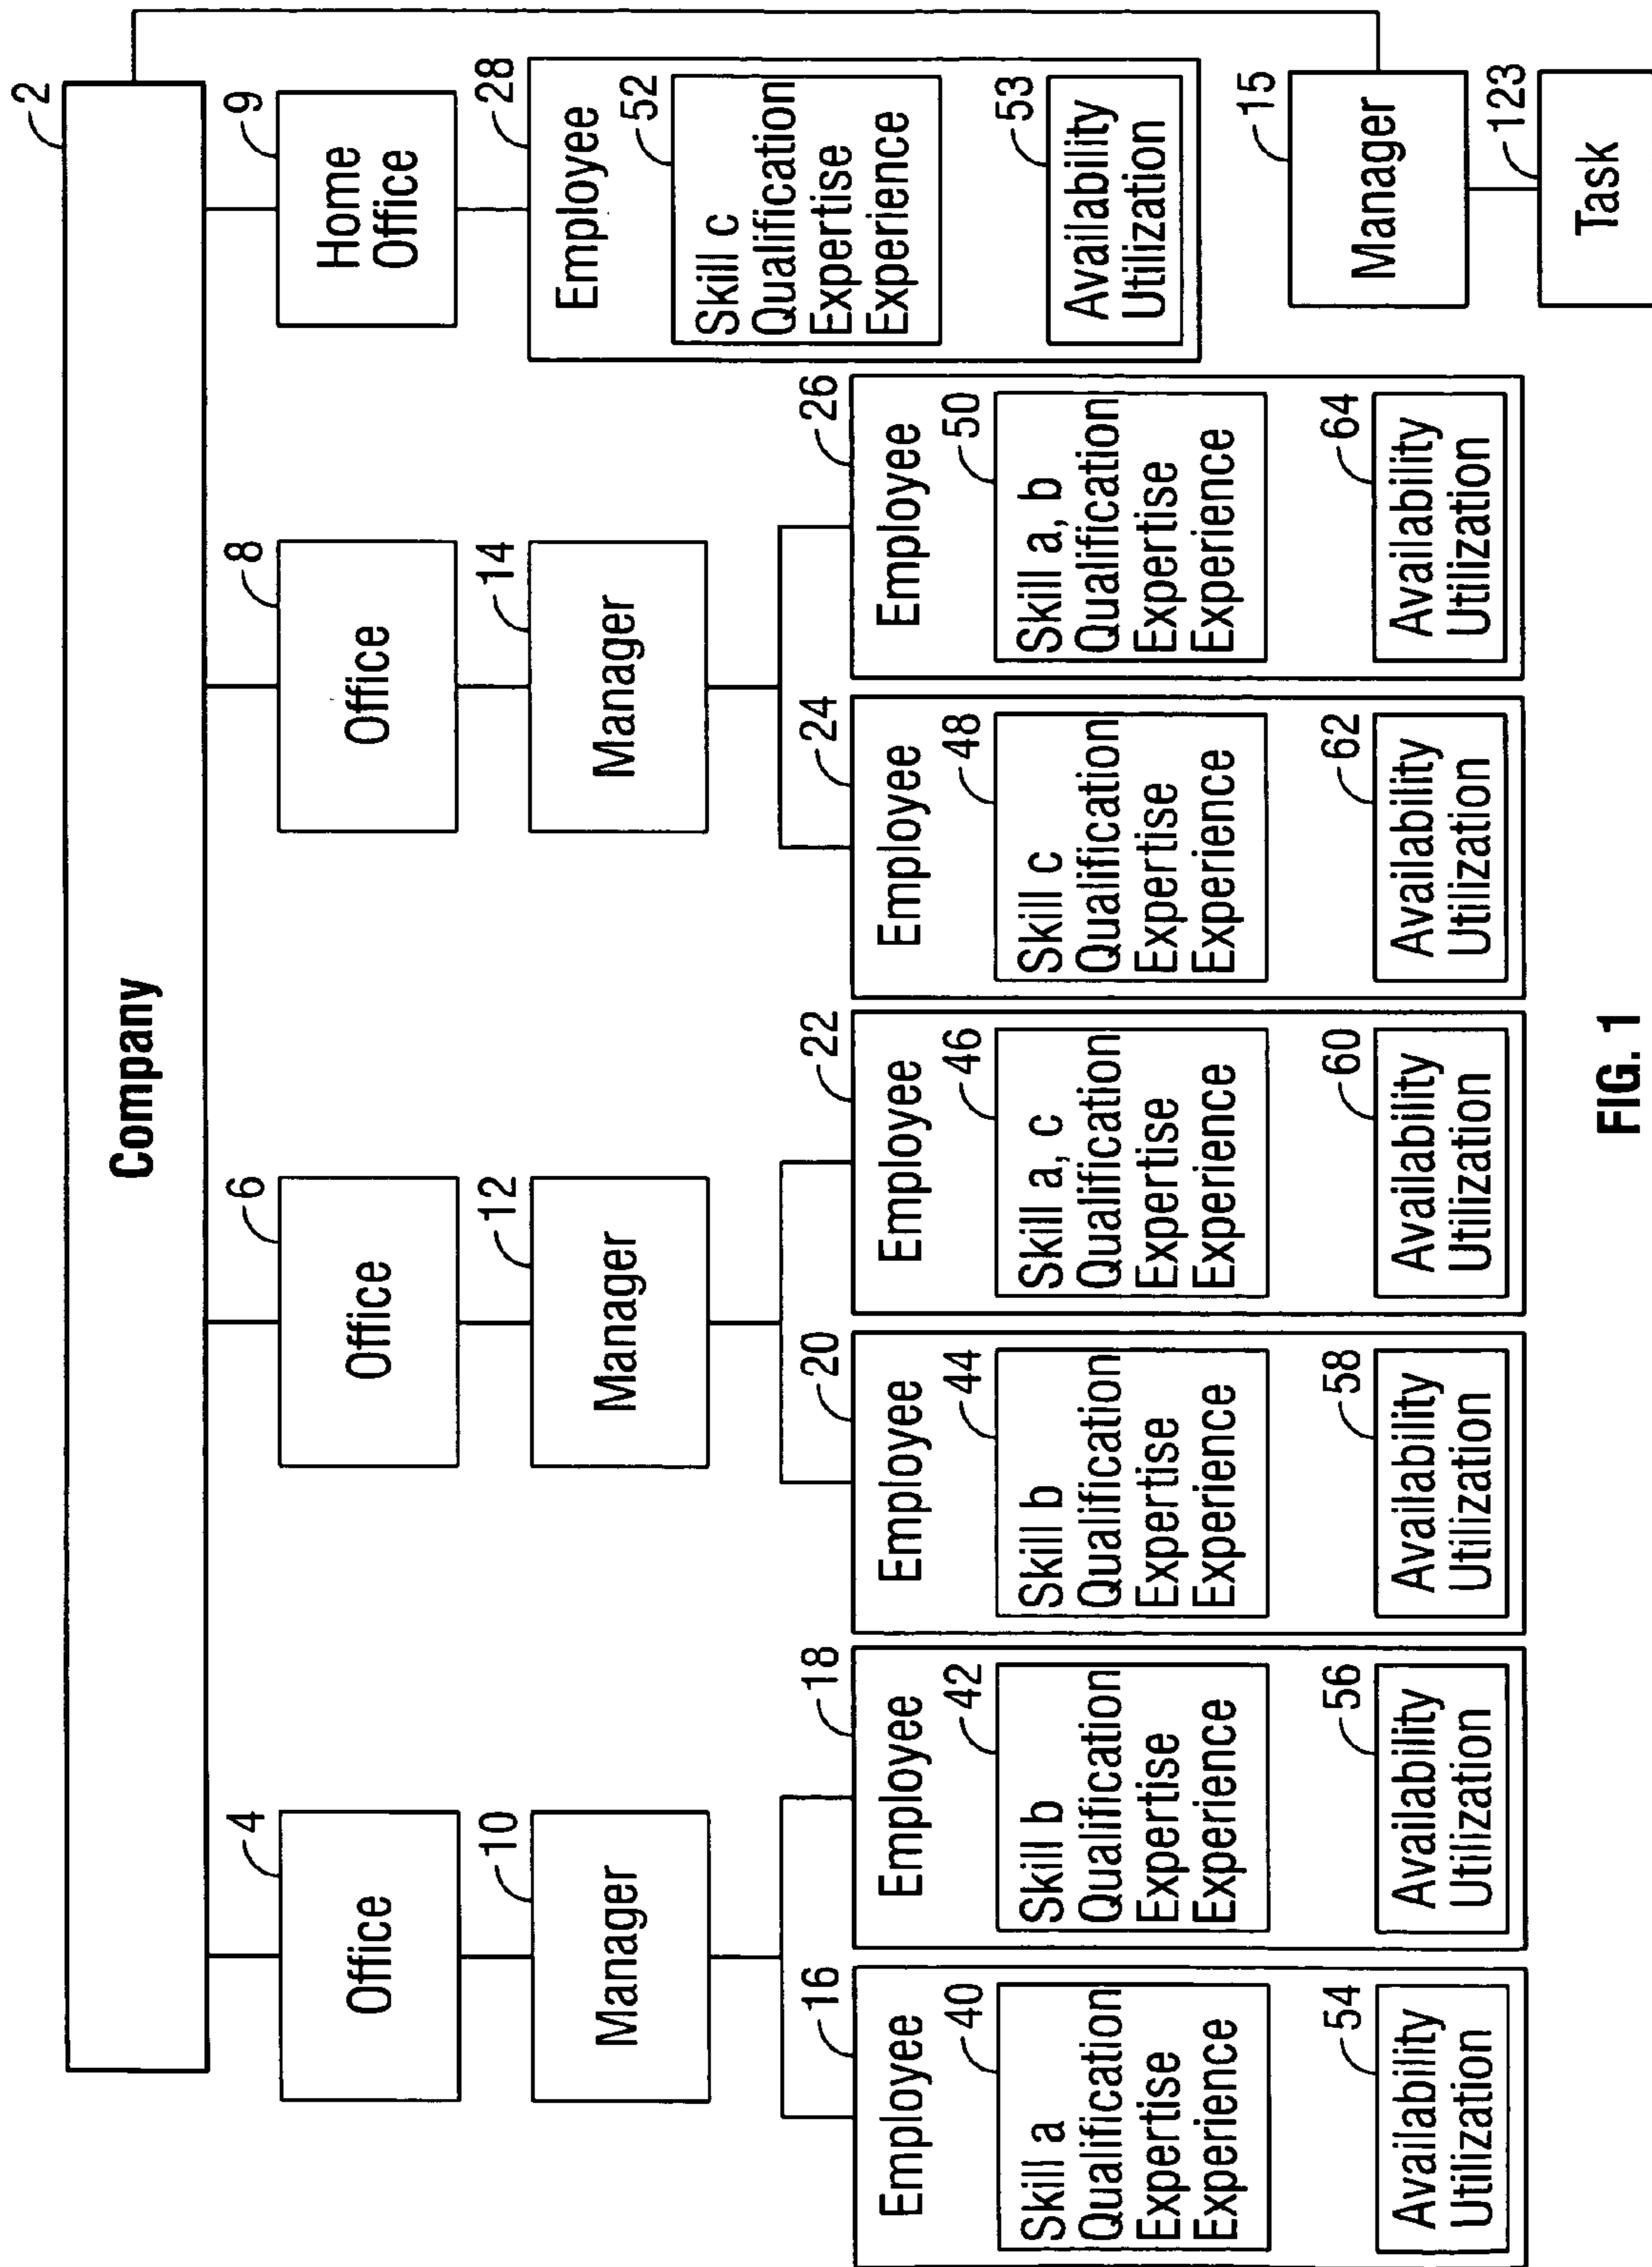 Company
2
4
Office
6
Office
8
Office
9
Home
Office
10
Manager
12
Manager
14
Manager
16
Employee
40
Skill a
Qualification
Expertise
Experience
54
Availability
Utilization
18
Employee
42
Skill b
Qualification
Expertise
Experience
56
Availability
Utilization
20
Employee
44
Skill b
Qualification
Expertise
Experience
58
Availability
Utilization
22
Employee
46
Skill a, c
Qualification
Expertise
Experience
60
Availability
Utilization
24
Employee
48
Skill c
Qualification
Expertise
Experience
62
Availability
Utilization
26
Employee
50
Skill a, b
Qualification
Expertise
Experience
64
Availability
Utilization
28
Employee
52
Skill c
Qualification
Expertise
Experience
53
Availability
Utilization
15
Manager
123
Task
FIG. 1